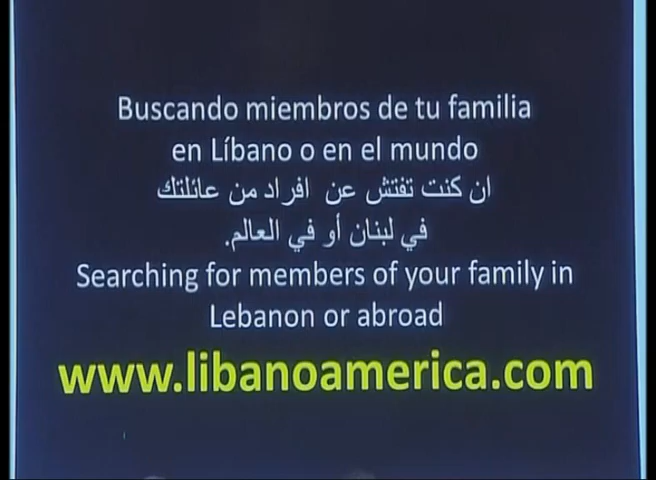 Buscando miembros de tu familia
en Líbano o en el mundo
ان كنت تفتش عن افراد من عائلتك
في لبنان أو في العالم.
Searching for members of your family in
Lebanon or abroad
www.libanoamerica.com